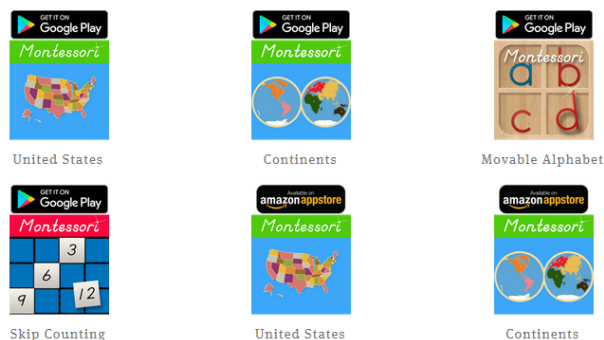 GET IT ON Google Play
GET IT ON Google Play
GET IT ON Google Play
Montessori
Montessori
Montessori
a b
c d
United States
Continents
Movable Alphabet
GET IT ON Google Play
Available on amazon appstore
Available on amazon appstore
Montessori
Montessori
Montessori
3
6
9
12
Skip Counting
United States
Continents